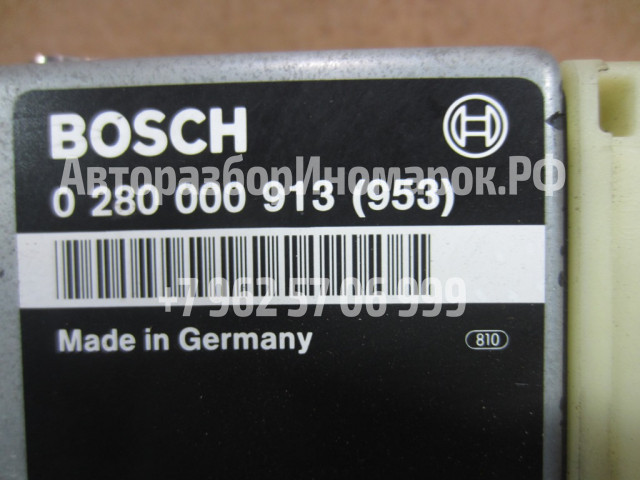 BOSCH
АвторазборИномарок.РФ
0 280 000 913 (953)
+7 962 57 06 999
Made in Germany
810